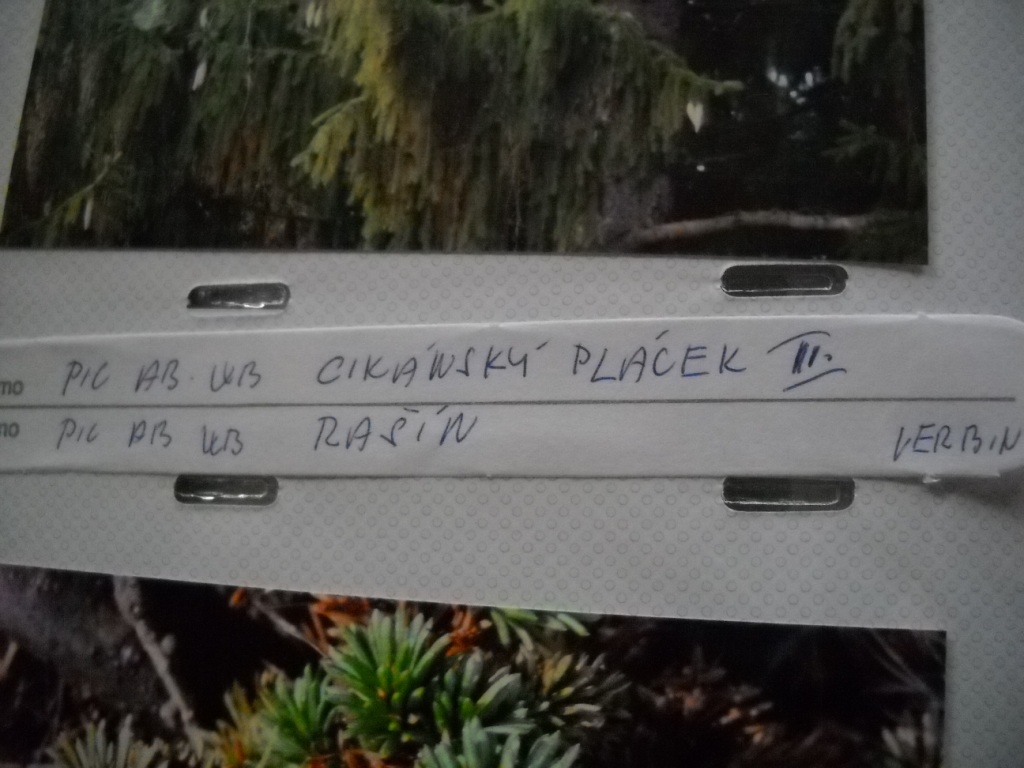 mo PIC AB. WB CIKÁNSKÝ PLÁCEK III.
mo PIC AB WB RAŠÍN VERBIN